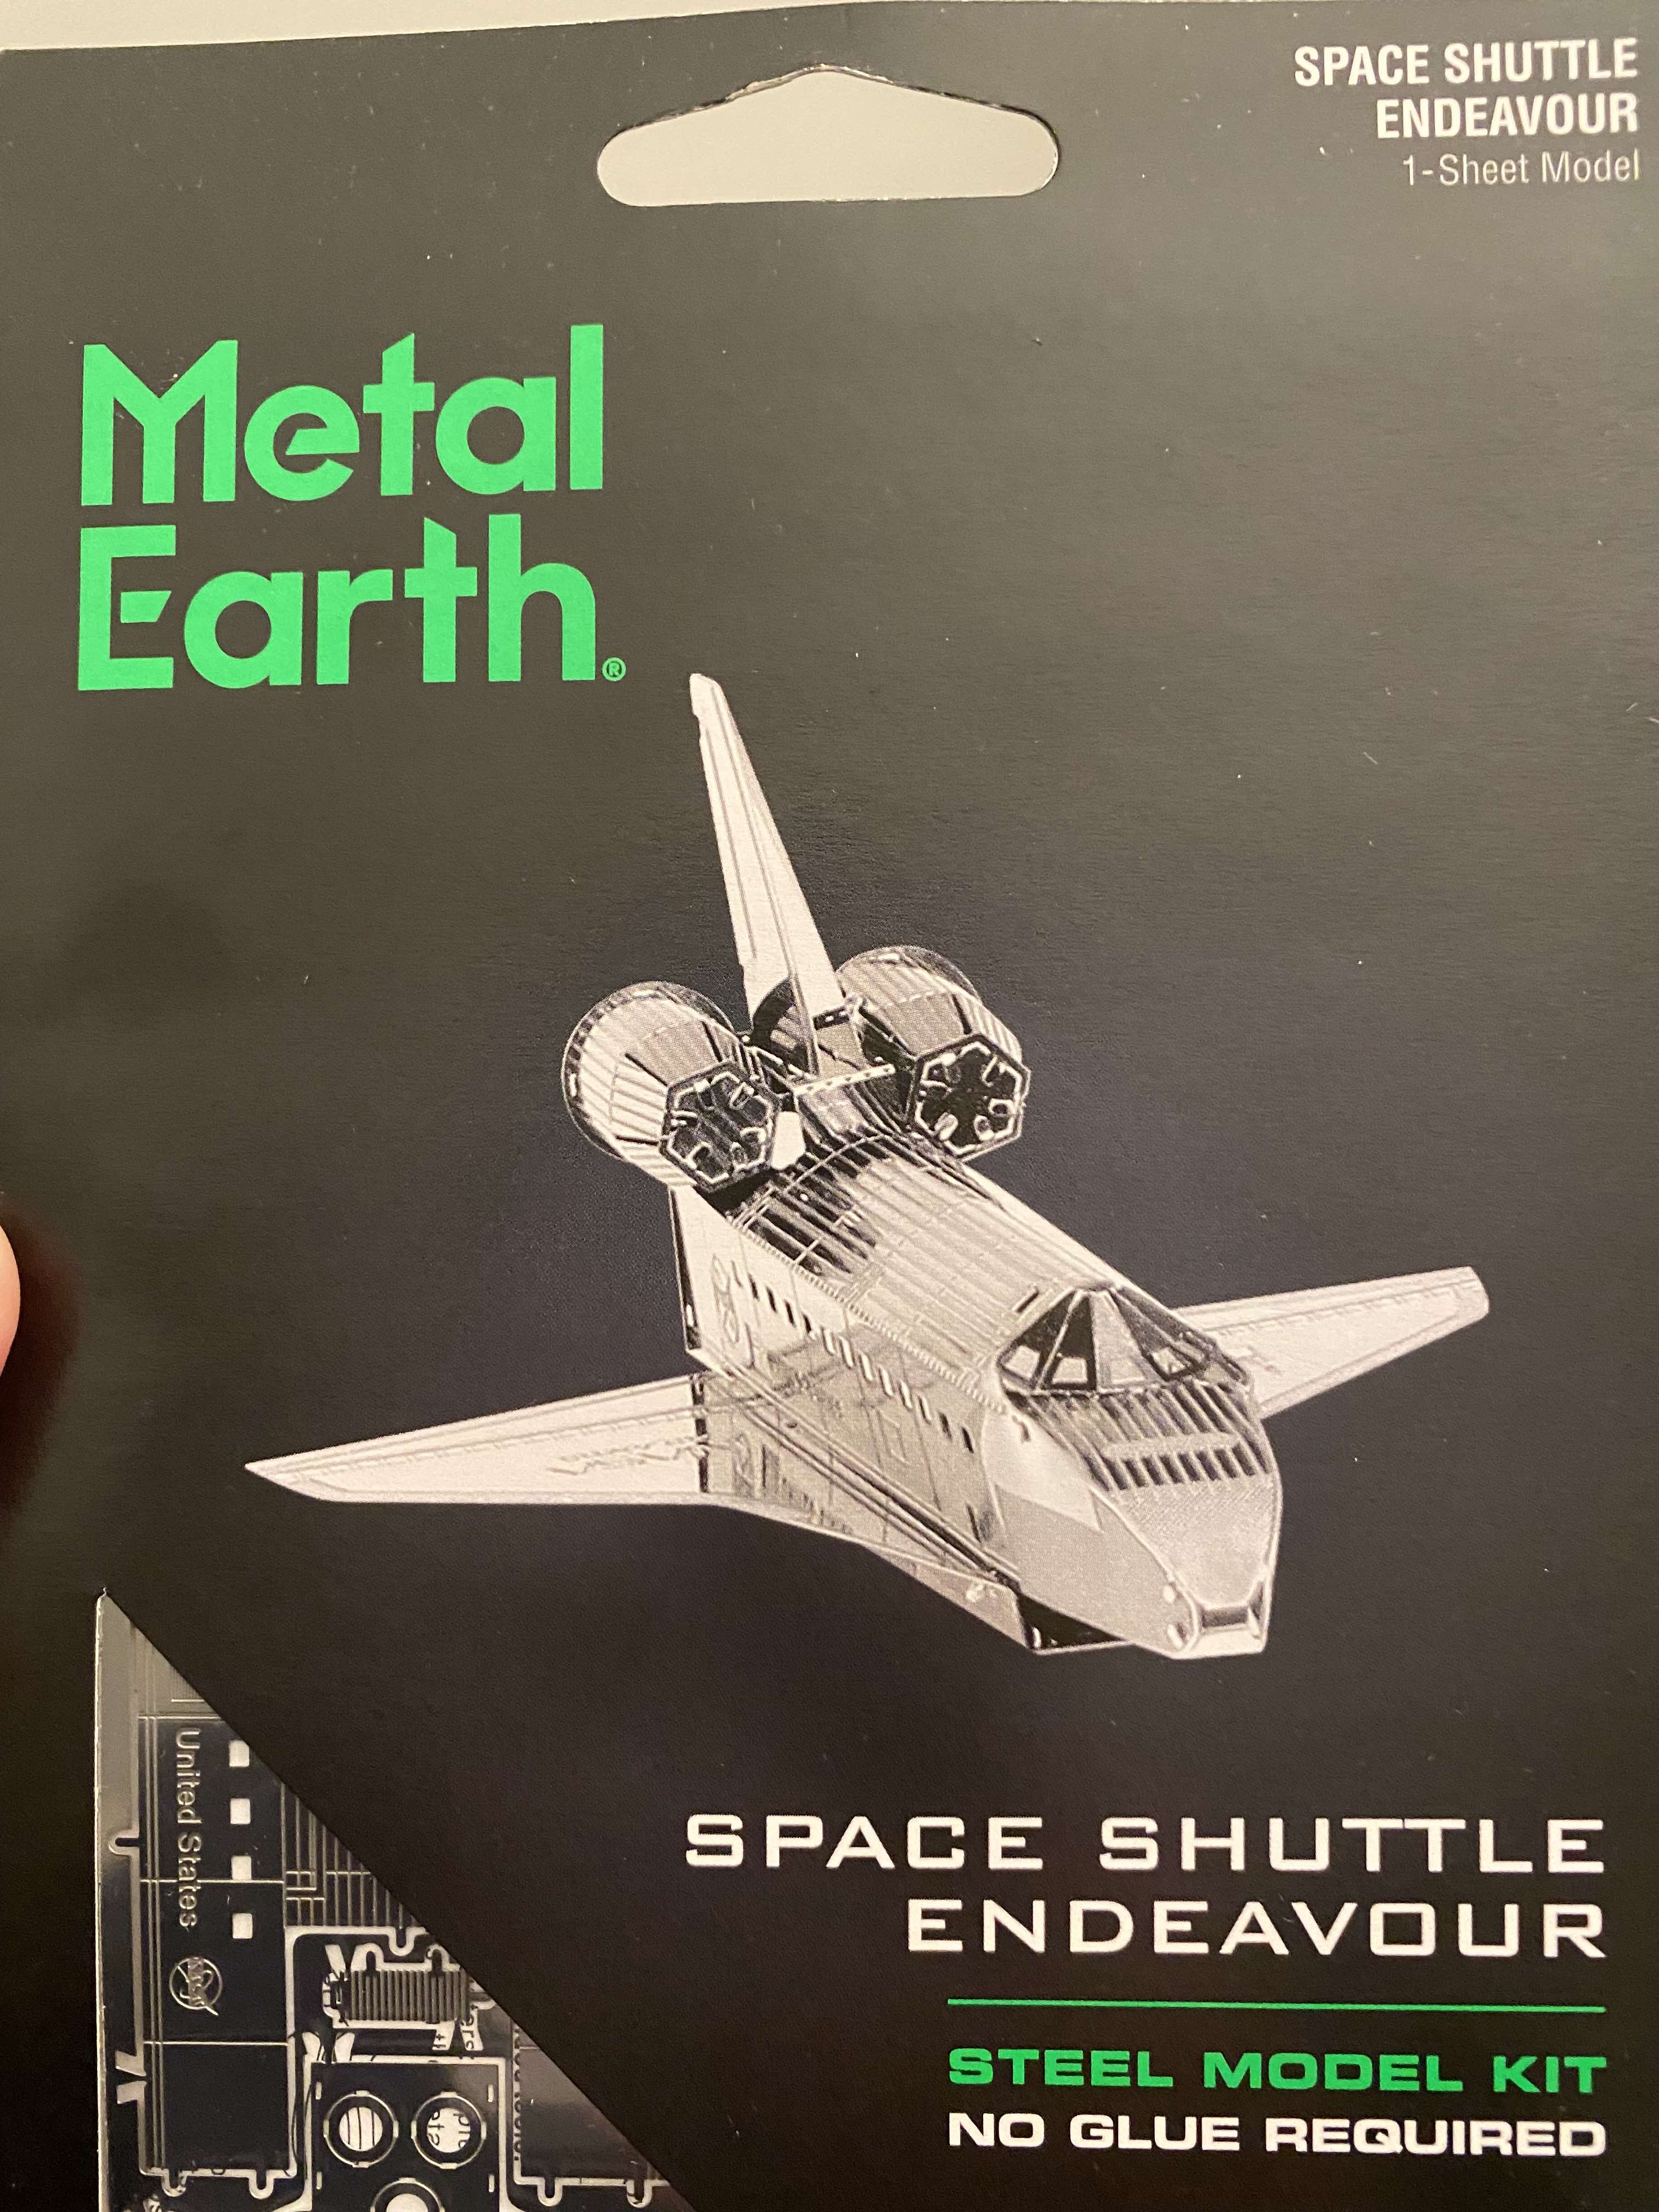 SPACE SHUTTLE
ENDEAVOUR
1-Sheet Model
Metal
Earth®
United States
NASA
SPACE SHUTTLE
ENDEAVOUR
STEEL MODEL KIT
NO GLUE REQUIRED